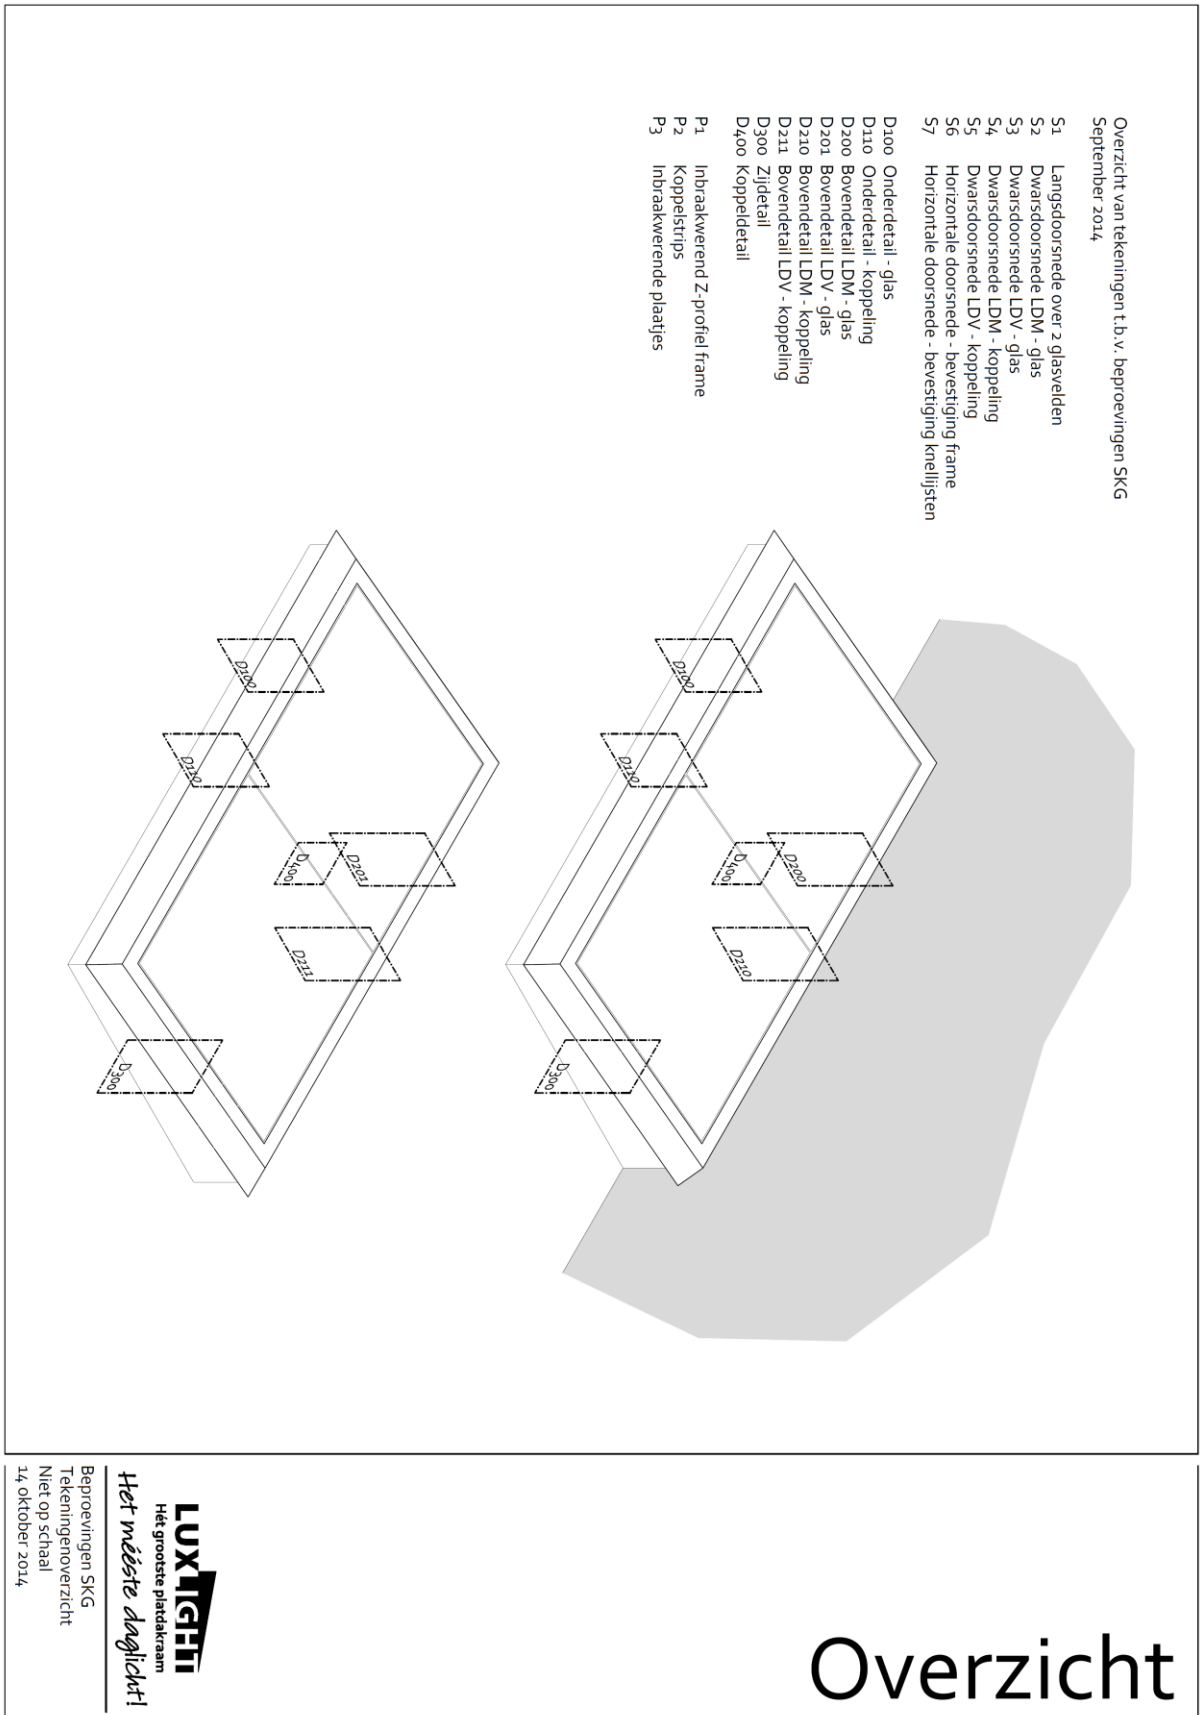 Overzicht van tekeningen t.b.v. beproevingen SKG
September 2014
S1 Langsdoorsnede over 2 glasvelden
S2 Dwarsdoorsnede LDM - glas
S3 Dwarsdoorsnede LDV - glas
S4 Dwarsdoorsnede LDM - koppeling
S5 Dwarsdoorsnede LDV - koppeling
S6 Horizontale doorsnede - bevestiging frame
S7 Horizontale doorsnede - bevestiging knellijsten
D100 Onderdetail - glas
D110 Onderdetail - koppeling
D200 Bovendetail LDM - glas
D201 Bovendetail LDV - glas
D210 Bovendetail LDM - koppeling
D211 Bovendetail LDV - koppeling
D300 Zijdetail
D400 Koppeldetail
P1 Inbraakwerend Z-profiel frame
P2 Koppelstrips
P3 Inbraakwerende plaatjes
D100
D110
D200
D400
D210
D300
D100
D110
D201
D400
D211
D300
Overzicht
LUXLIGHT
Hét grootste platdakraam
Het mééste daglicht!
Beproevingen SKG
Tekeningenoverzicht
Niet op schaal
14 oktober 2014